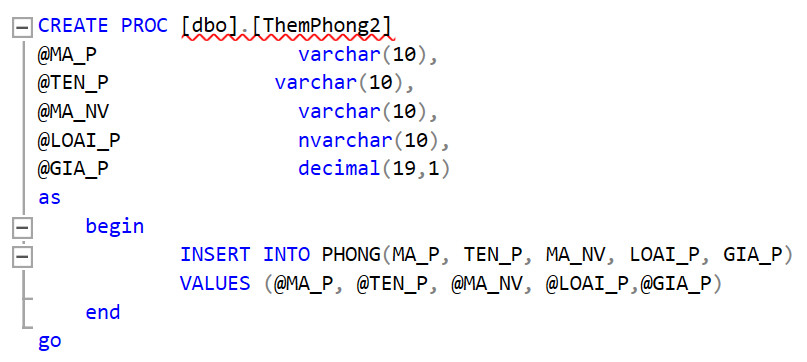 CREATE PROC [dbo].[ThemPhong2]
@MA_P varchar(10),
@TEN_P varchar(10),
@MA_NV varchar(10),
@LOAI_P nvarchar(10),
@GIA_P decimal(19,1)
as
begin
INSERT INTO PHONG(MA_P, TEN_P, MA_NV, LOAI_P, GIA_P)
VALUES (@MA_P, @TEN_P, @MA_NV, @LOAI_P,@GIA_P)
end
go